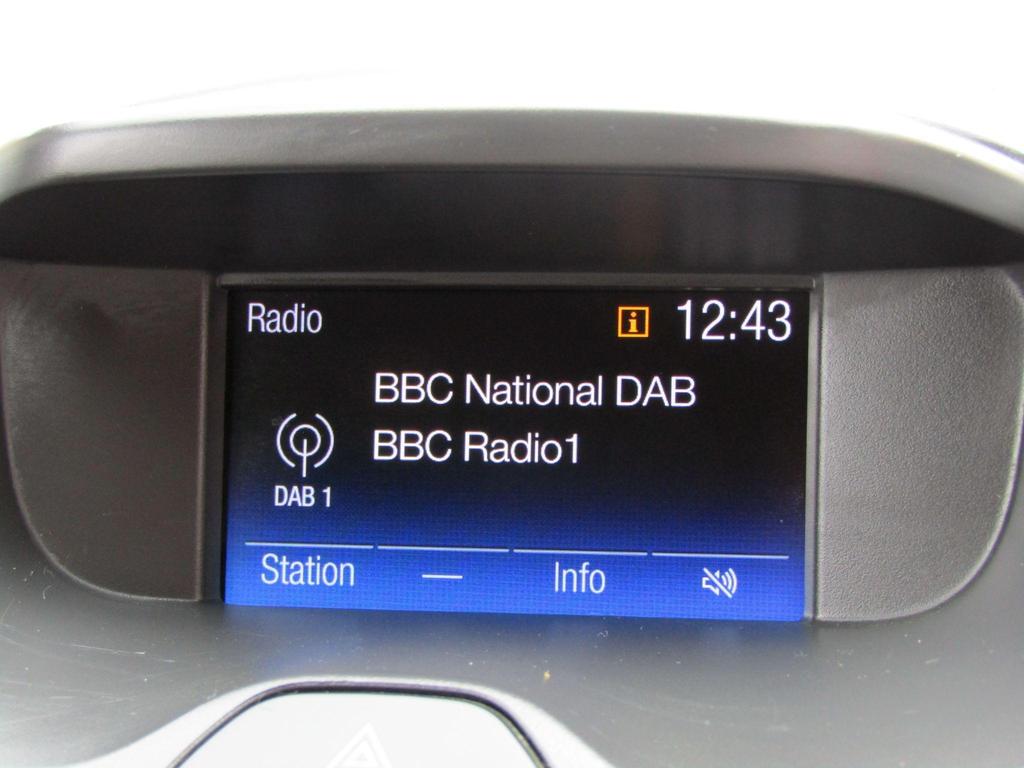 Radio i 12:43
BBC National DAB
BBC Radio1
DAB 1
Station — Info